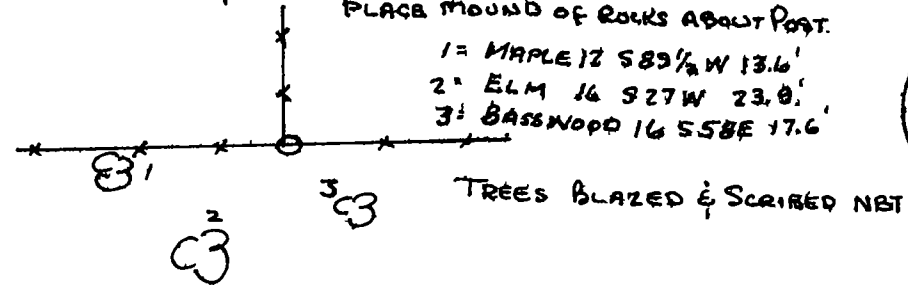 PLACE MOUND OF ROCKS ABOUT POST.
1= MAPLE 12 S89½W 13.6'
2= ELM 16 S27W 23.8'
3= BASSWOOD 16 S58E 17.6'
1
2
3
TREES BLAZED & SCRIBED NBT